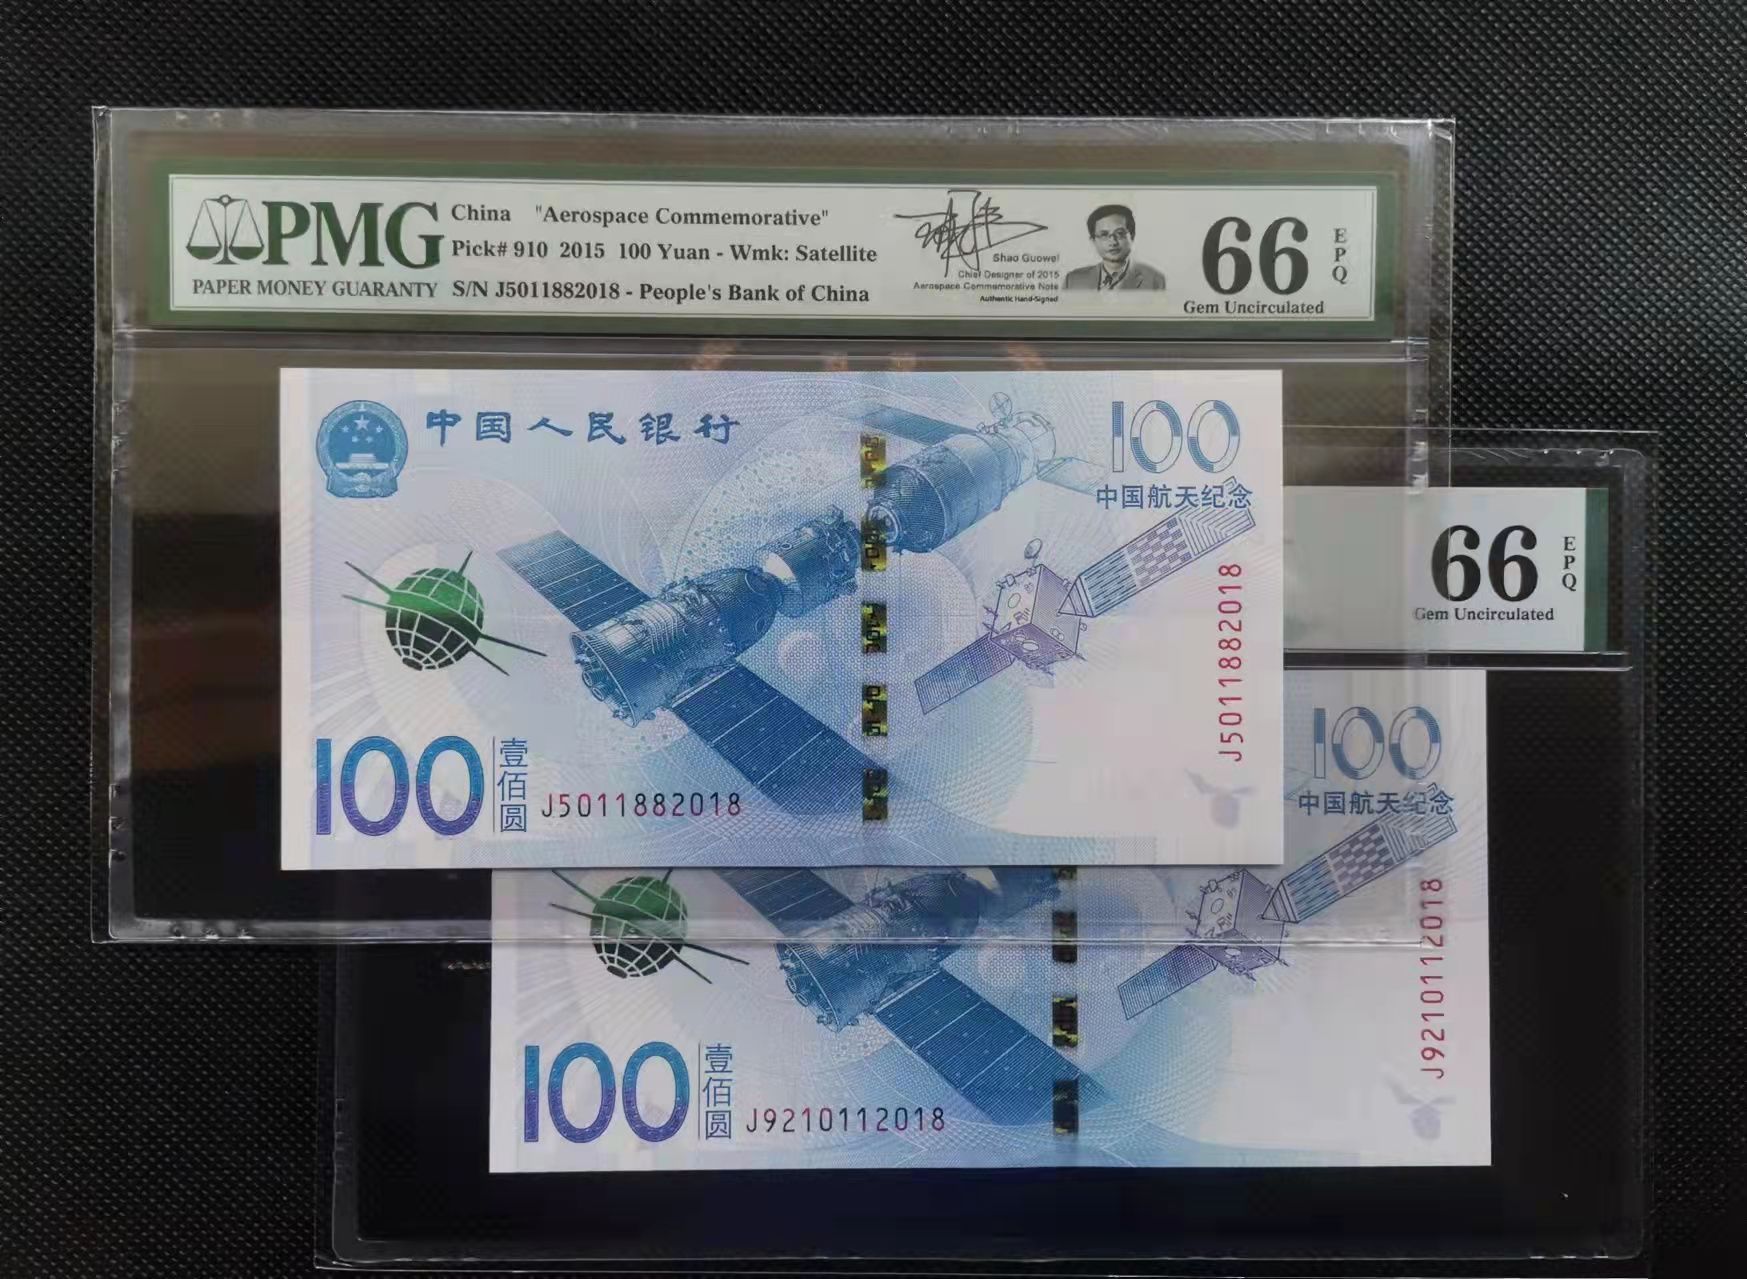 PMG
PAPER MONEY GUARANTY
China "Aerospace Commemorative"
Pick# 910 2015 100 Yuan - Wmk: Satellite
S/N J5011882018 - People's Bank of China
Shao Guowei
Chief Designer of 2015
Aerospace Commemorative Note
Authentic Hand-Signed
66
EPQ
Gem Uncirculated
中国人民银行
100
中国航天纪念
J5011882018
100
壹佰圆
J5011882018
66
EPQ
Gem Uncirculated
100
中国航天纪念
J9210112018
100
壹佰圆
J9210112018